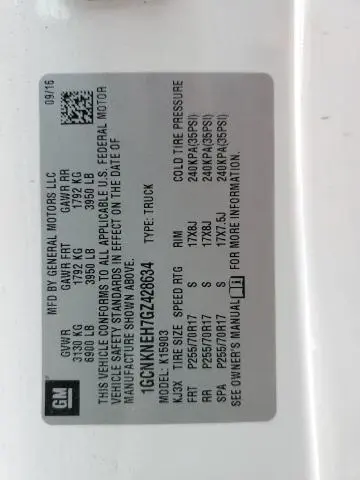 GM
MFD BY GENERAL MOTORS LLC
09/16
GVWR GAWR FRT GAWR RR
3130 KG 1792 KG 1792 KG
6900 LB 3950 LB 3950 LB
THIS VEHICLE CONFORMS TO ALL APPLICABLE U.S. FEDERAL MOTOR
VEHICLE SAFETY STANDARDS IN EFFECT ON THE DATE OF
MANUFACTURE SHOWN ABOVE.
1GCNKNEH7GZ428634 TYPE: TRUCK
MODEL: K15903
KJ3X TIRE SIZE SPEED RTG RIM COLD TIRE PRESSURE
FRT P255/70R17 S 17X8J 240KPA(35PSI)
RR P255/70R17 S 17X8J 240KPA(35PSI)
SPA P255/70R17 S 17X7.5J 240KPA(35PSI)
SEE OWNER'S MANUAL FOR MORE INFORMATION.